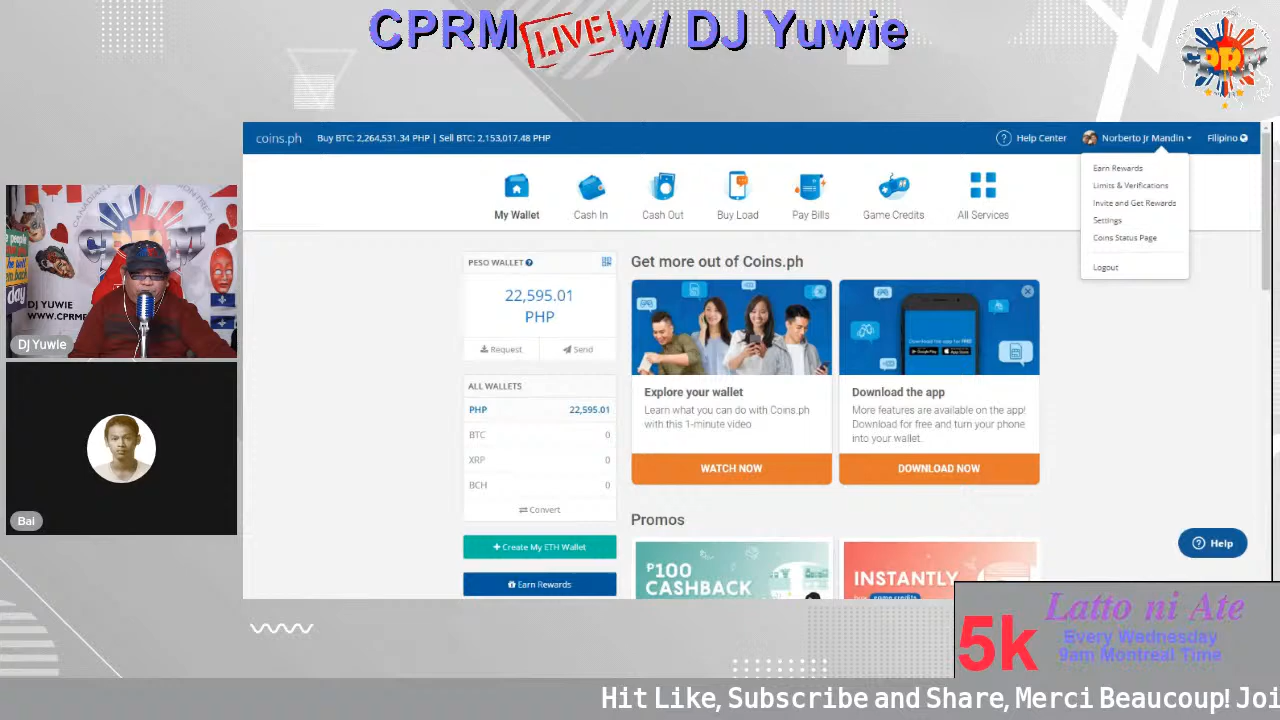 CPRM LIVE w/ DJ Yuwie
CPRM
coins.ph
Buy BTC: 2,264,531.34 PHP | Sell BTC: 2,153,017.48 PHP
Help Center
Norberto Jr Mandin
Filipino
Earn Rewards
Limits & Verifications
Invite and Get Rewards
Settings
Coins Status Page
Logout
My Wallet
Cash In
Cash Out
Buy Load
Pay Bills
Game Credits
All Services
PESO WALLET
22,595.01
PHP
Request
Send
ALL WALLETS
PHP 22,595.01
BTC 0
XRP 0
BCH 0
Convert
+ Create My ETH Wallet
Earn Rewards
Get more out of Coins.ph
Explore your wallet
Learn what you can do with Coins.ph
with this 1-minute video
WATCH NOW
Download the app
More features are available on the app!
Download for free and turn your phone
into your wallet.
DOWNLOAD NOW
Promos
₱100
CASHBACK
INSTANTLY
Help
DJ YUWIE
WWW.CPRM
day
DJ Yuwie
Bai
5k
Latto ni Ate
Every Wednesday
9am Montreal Time
Hit Like, Subscribe and Share, Merci Beaucoup! Joi